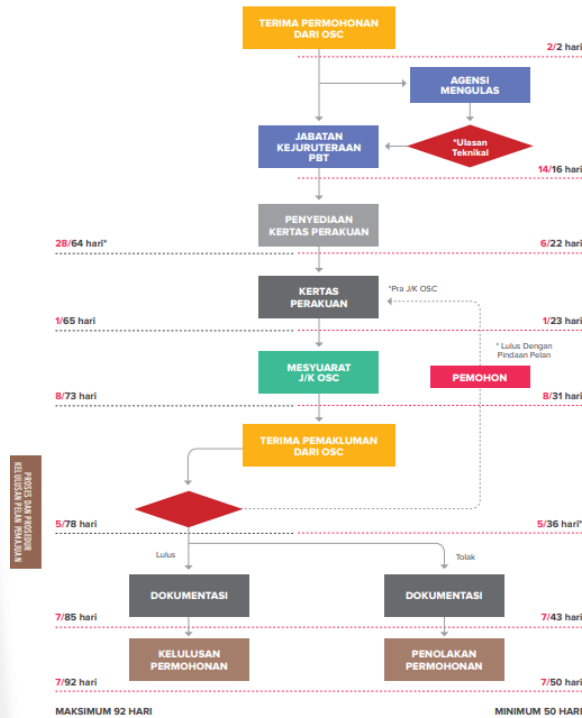 TERIMA PERMOHONAN
DARI OSC
2/2 hari
AGENSI
MENGULAS
JABATAN
KEJURUTERAAN
PBT
*Ulasan
Teknikal
14/16 hari
PENYEDIAAN
KERTAS PERAKUAN
28/64 hari*
6/22 hari
KERTAS
PERAKUAN
*Pra J/K OSC
1/65 hari
1/23 hari
* Lulus Dengan
Pindaan Pelan
MESYUARAT
J/K OSC
PEMOHON
8/73 hari
8/31 hari
TERIMA PEMAKLUMAN
DARI OSC
PROSES DAN PROSEDUR
KELULUSAN PELAN PEMAJUAN
5/78 hari
5/36 hari*
Lulus
Tolak
DOKUMENTASI
DOKUMENTASI
7/85 hari
7/43 hari
KELULUSAN
PERMOHONAN
PENOLAKAN
PERMOHONAN
7/92 hari
7/50 hari
MAKSIMUM 92 HARI
MINIMUM 50 HARI